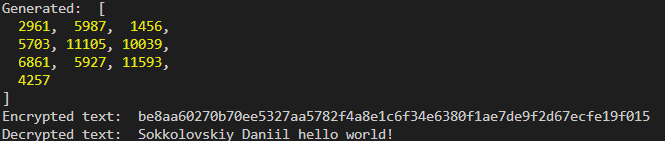 Generated:  [
   2961,  5987,  1456,
   5703, 11105, 10039,
   6861,  5927, 11593,
   4257
]
Encrypted text:  be8aa60270b70ee5327aa5782f4a8e1c6f34e6380f1ae7de9f2d67ecfe19f015
Decrypted text:  Sokkolovskiy Daniil hello world!